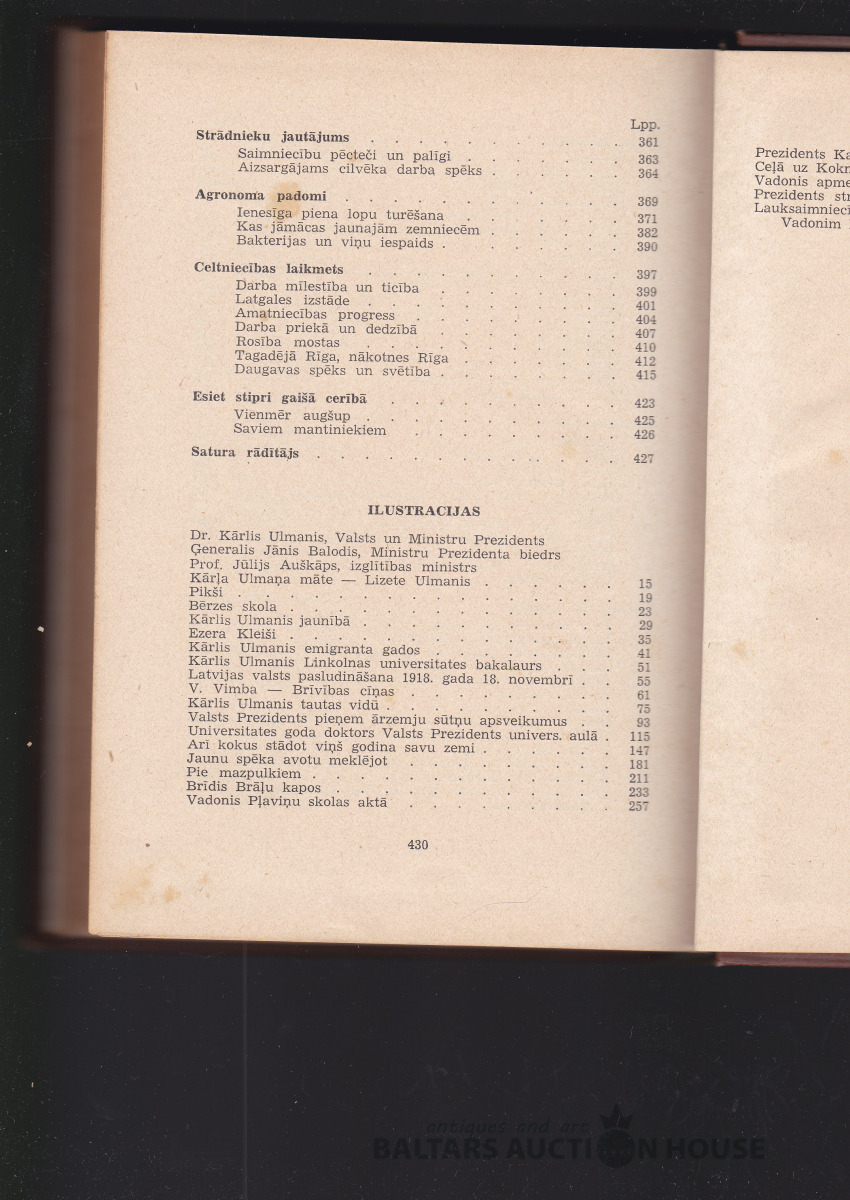 Lpp.
Strādnieku jautājums . . . . . . . . . . . 361
Saimniecību pēcteči un palīgi . . . . . . . 363
Aizsargājams cilvēka darba spēks . . . . . . 364
Agronoma padomi . . . . . . . . . . . . 369
Ienesīga piena lopu turēšana . . . . . . . 371
Kas jāmācas jaunajām zemniecēm . . . . . . 382
Bakterijas un viņu iespaids . . . . . . . 390
Celtniecības laikmets . . . . . . . . . . . 397
Darba mīlestība un ticība . . . . . . . . 399
Latgales izstāde . . . . . . . . . . . 401
Amatniecības progress . . . . . . . . . 404
Darba priekā un dedzībā . . . . . . . . 407
Rosība mostas . . . . . . . . . . . 410
Tagadējā Rīga, nākotnes Rīga . . . . . . . 412
Daugavas spēks un svētība . . . . . . . . 415
Esiet stipri gaišā cerībā . . . . . . . . . . 423
Vienmēr augšup . . . . . . . . . . . 425
Saviem mantiniekiem . . . . . . . . . 426
Satura rādītājs . . . . . . . . . . . . . 427
ILUSTRACIJAS
Dr. Kārlis Ulmanis, Valsts un Ministru Prezidents
Ģeneralis Jānis Balodis, Ministru Prezidenta biedrs
Prof. Jūlijs Auškāps, izglītības ministrs
Kārļa Ulmaņa māte — Lizete Ulmanis . . . . . . 15
Pikši . . . . . . . . . . . . . . . . 19
Bērzes skola . . . . . . . . . . . . . . 23
Kārlis Ulmanis jaunībā . . . . . . . . . . . 29
Ezera Kleiši . . . . . . . . . . . . . . 35
Kārlis Ulmanis emigranta gados . . . . . . . . 41
Kārlis Ulmanis Linkolnas universitates bakalaurs . . . 51
Latvijas valsts pasludināšana 1918. gada 18. novembrī . . 55
V. Vimba — Brīvības cīņas . . . . . . . . . 61
Kārlis Ulmanis tautas vidū . . . . . . . . . . 75
Valsts Prezidents pieņem ārzemju sūtņu apsveikumus . . 93
Universitates goda doktors Valsts Prezidents univers. aulā . 115
Arī kokus stādot viņš godina savu zemi . . . . . . 147
Jaunu spēka avotu meklējot . . . . . . . . . 181
Pie mazpulkiem . . . . . . . . . . . . . 211
Brīdis Brāļu kapos . . . . . . . . . . . . 233
Vadonis Pļaviņu skolas aktā . . . . . . . . . 257
430
Prezidents Ka
Ceļā uz Kokn
Vadonis apme
Prezidents str
Lauksaimniecī
Vadonim
antiques and art
BALTARS AUCTION HOUSE